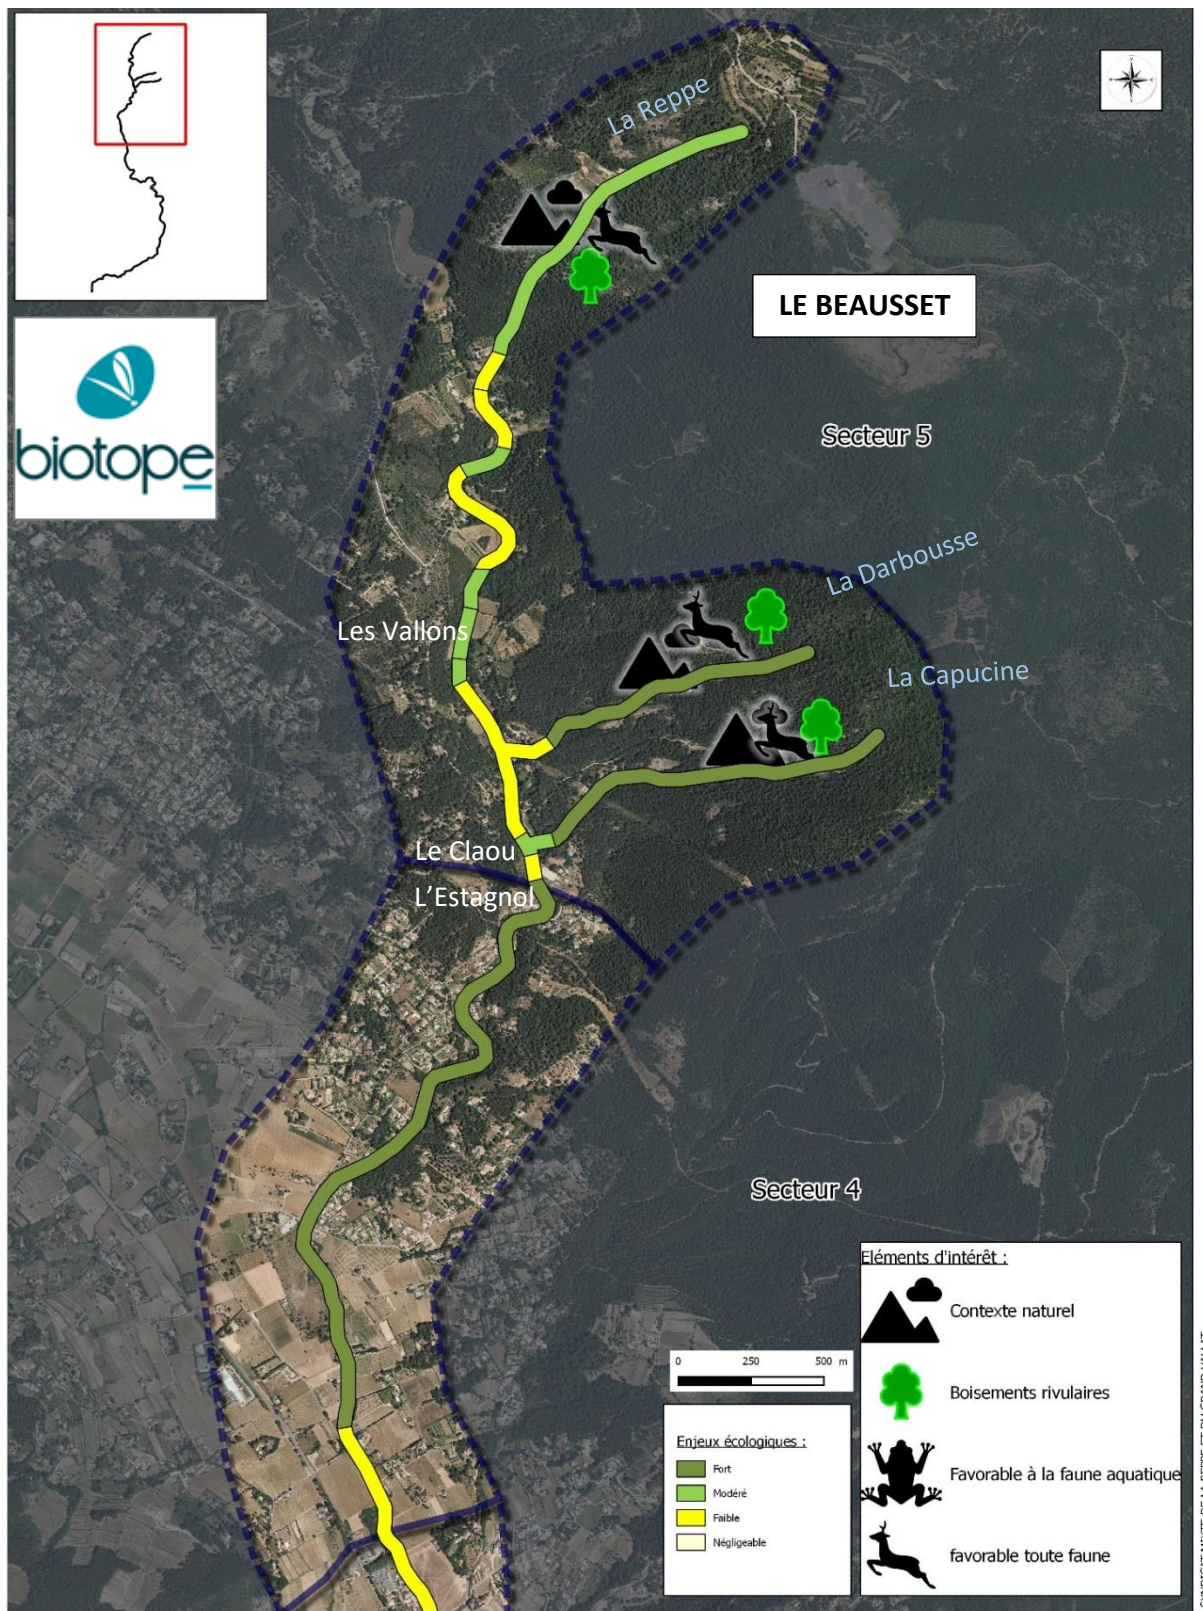 La Reppe
LE BEAUSSET
biotope
Secteur 5
La Darbousse
Les Vallons
La Capucine
Le Claou
L'Estagnol
Secteur 4
Eléments d'intérêt :
Contexte naturel
Boisements rivulaires
Favorable à la faune aquatique
favorable toute faune
0 250 500 m
Enjeux écologiques :
Fort
Modéré
Faible
Négligeable